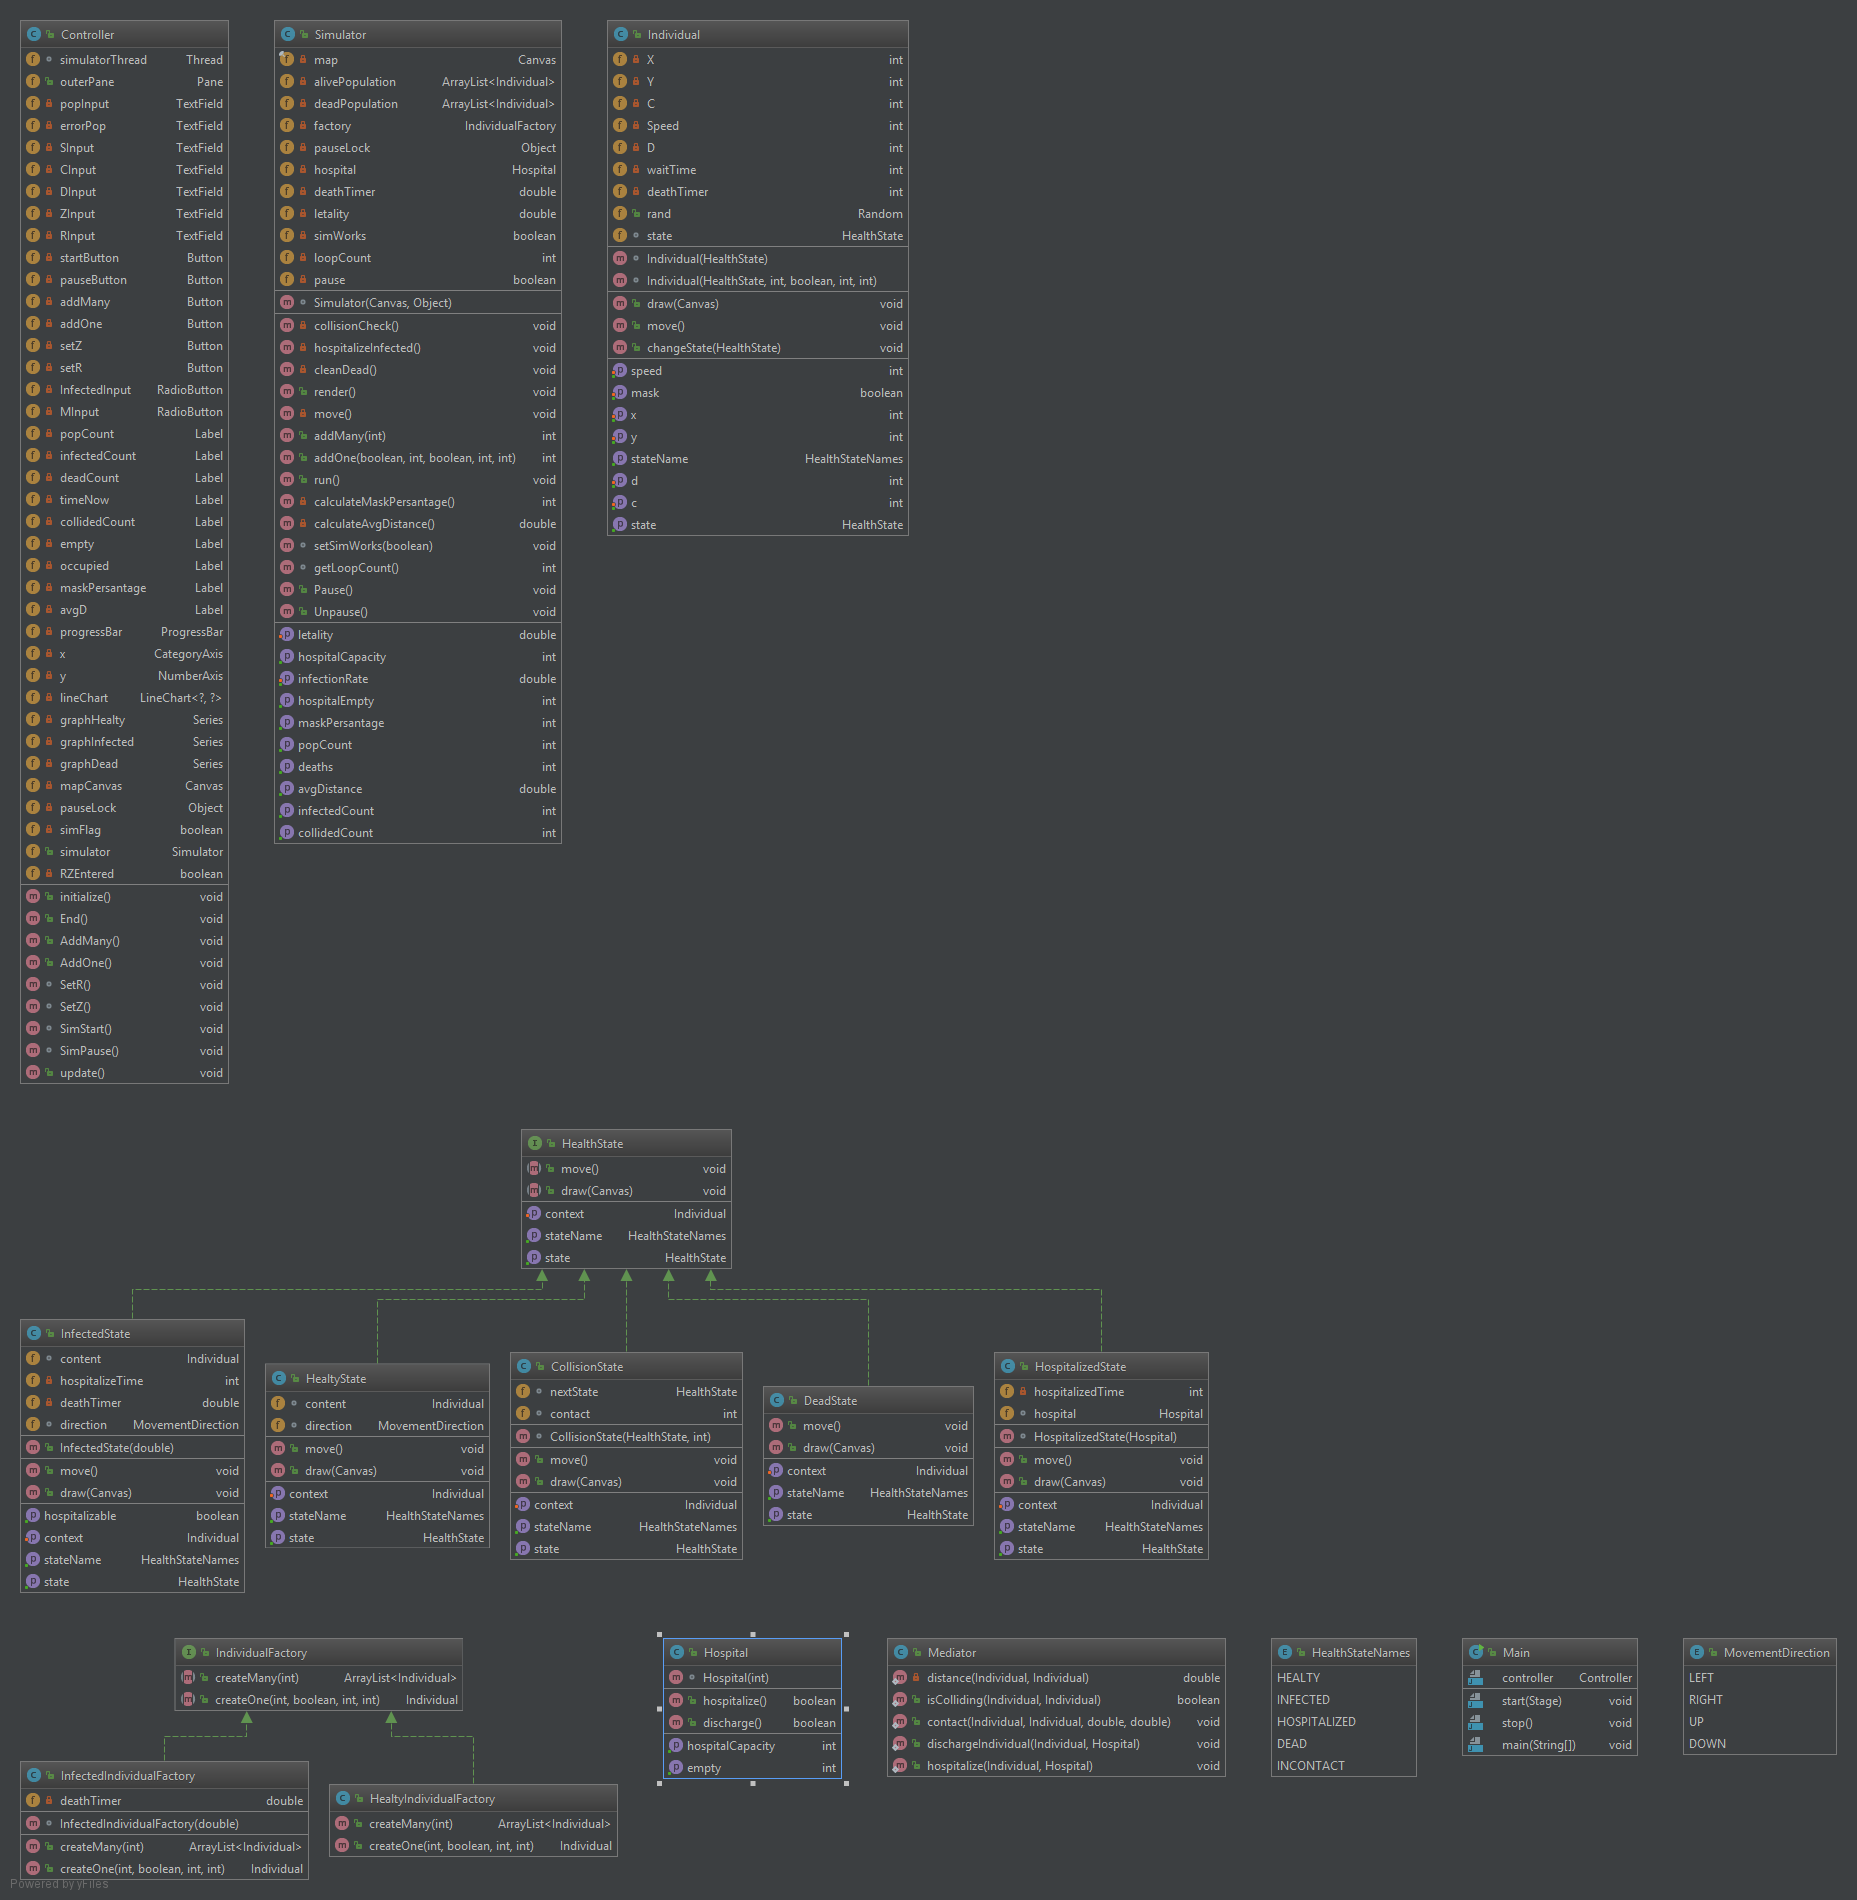 Controller
simulatorThread Thread
outerPane Pane
popInput TextField
errorPop TextField
SInput TextField
CInput TextField
DInput TextField
ZInput TextField
RInput TextField
startButton Button
pauseButton Button
addMany Button
addOne Button
setZ Button
setR Button
InfectedInput RadioButton
MInput RadioButton
popCount Label
infectedCount Label
deadCount Label
timeNow Label
collidedCount Label
empty Label
occupied Label
maskPersantage Label
avgD Label
progressBar ProgressBar
x CategoryAxis
y NumberAxis
lineChart LineChart<?, ?>
graphHealty Series
graphInfected Series
graphDead Series
mapCanvas Canvas
pauseLock Object
simFlag boolean
simulator Simulator
RZEntered boolean
initialize() void
End() void
AddMany() void
AddOne() void
SetR() void
SetZ() void
SimStart() void
SimPause() void
update() void
Simulator
map Canvas
alivePopulation ArrayList<Individual>
deadPopulation ArrayList<Individual>
factory IndividualFactory
pauseLock Object
hospital Hospital
deathTimer double
letality double
simWorks boolean
loopCount int
pause boolean
Simulator(Canvas, Object)
collisionCheck() void
hospitalizeInfected() void
cleanDead() void
render() void
move() void
addMany(int) int
addOne(boolean, int, boolean, int, int) int
run() void
calculateMaskPersantage() int
calculateAvgDistance() double
setSimWorks(boolean) void
getLoopCount() int
Pause() void
Unpause() void
letality double
hospitalCapacity int
infectionRate double
hospitalEmpty int
maskPersantage int
popCount int
deaths int
avgDistance double
infectedCount int
collidedCount int
Individual
X int
Y int
C int
Speed int
D int
waitTime int
deathTimer int
rand Random
state HealthState
Individual(HealthState)
Individual(HealthState, int, boolean, int, int)
draw(Canvas) void
move() void
changeState(HealthState) void
speed int
mask boolean
x int
y int
stateName HealthStateNames
d int
c int
state HealthState
HealthState
move() void
draw(Canvas) void
context Individual
stateName HealthStateNames
state HealthState
InfectedState
content Individual
hospitalizeTime int
deathTimer double
direction MovementDirection
InfectedState(double)
move() void
draw(Canvas) void
hospitalizable boolean
context Individual
stateName HealthStateNames
state HealthState
HealtyState
content Individual
direction MovementDirection
move() void
draw(Canvas) void
context Individual
stateName HealthStateNames
state HealthState
CollisionState
nextState HealthState
contact int
CollisionState(HealthState, int)
move() void
draw(Canvas) void
context Individual
stateName HealthStateNames
state HealthState
DeadState
move() void
draw(Canvas) void
context Individual
stateName HealthStateNames
state HealthState
HospitalizedState
hospitalizedTime int
hospital Hospital
HospitalizedState(Hospital)
move() void
draw(Canvas) void
context Individual
stateName HealthStateNames
state HealthState
IndividualFactory
createMany(int) ArrayList<Individual>
createOne(int, boolean, int, int) Individual
InfectedIndividualFactory
deathTimer double
InfectedIndividualFactory(double)
createMany(int) ArrayList<Individual>
createOne(int, boolean, int, int) Individual
HealtyIndividualFactory
createMany(int) ArrayList<Individual>
createOne(int, boolean, int, int) Individual
Hospital
Hospital(int)
hospitalize() boolean
discharge() boolean
hospitalCapacity int
empty int
Mediator
distance(Individual, Individual) double
isColliding(Individual, Individual) boolean
contact(Individual, Individual, double, double) void
dischargeIndividual(Individual, Hospital) void
hospitalize(Individual, Hospital) void
HealthStateNames
HEALTY
INFECTED
HOSPITALIZED
DEAD
INCONTACT
Main
controller Controller
start(Stage) void
stop() void
main(String[]) void
MovementDirection
LEFT
RIGHT
UP
DOWN
Powered by yFiles